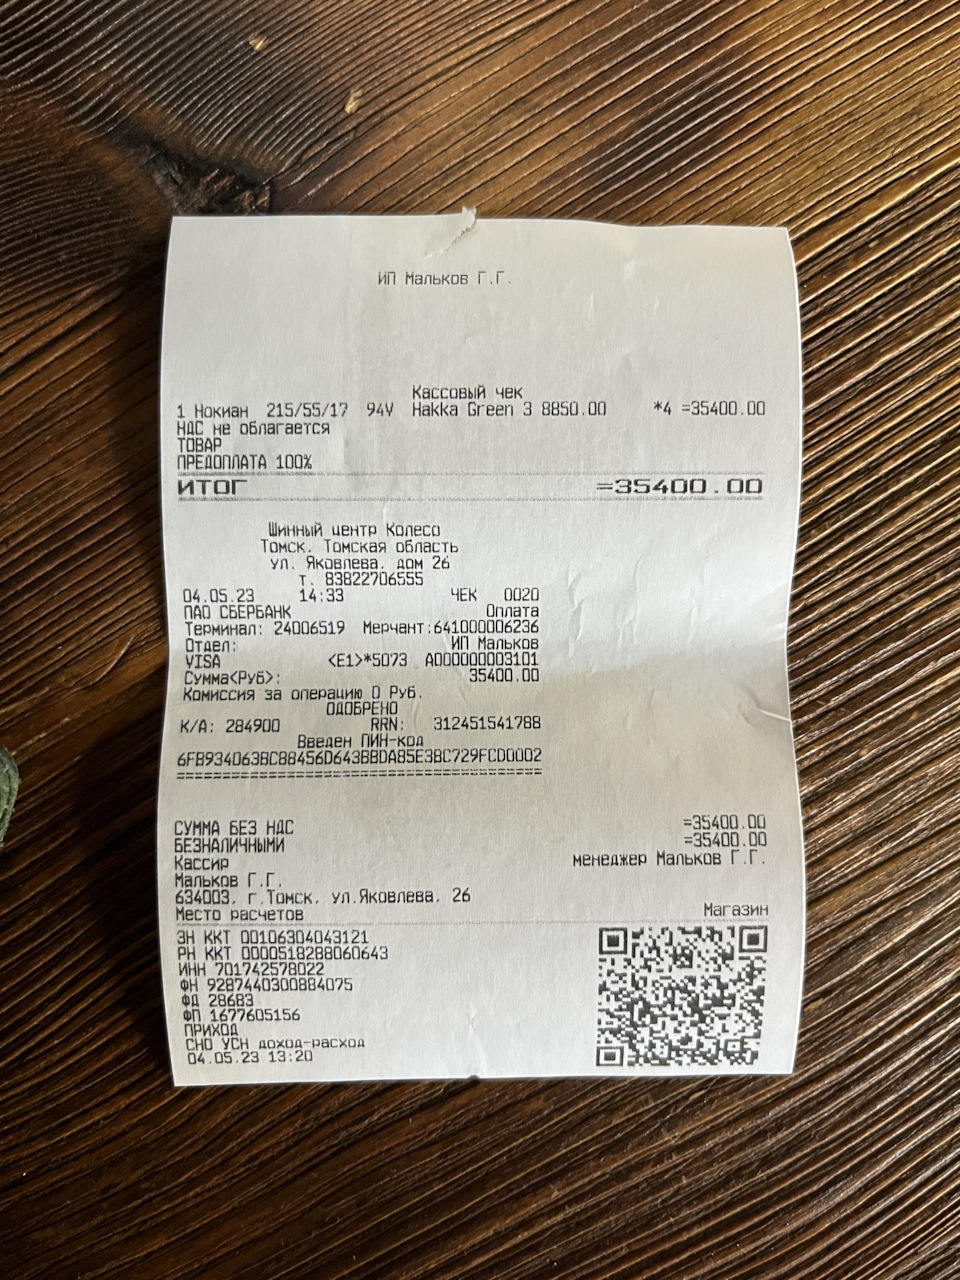 ИП Мальков Г.Г.
Кассовый чек
1 Нокиан 215/55/17 94V Hakka Green 3 8850.00 *4 =35400.00
НДС не облагается
ТОВАР
ПРЕДОПЛАТА 100%
ИТОГ =35400.00
Шинный центр Колесо
Томск, Томская область
ул. Яковлева, дом 26
т. 83822706555
04.05.23 14:33 ЧЕК 0020
ПАО СБЕРБАНК Оплата
Терминал: 24006519 Мерчант:641000006236
Отдел: ИП Мальков
VISA <E1>*5073 A000000003101
Сумма<Руб>: 35400.00
Комиссия за операцию 0 Руб.
ОДОБРЕНО
К/А: 284900 RRN: 312451541788
Введен ПИН-код
6FB934063BC88456D643BBDA85E3BC729FCD0002
========================================
СУММА БЕЗ НДС =35400.00
БЕЗНАЛИЧНЫМИ =35400.00
Кассир менеджер Мальков Г.Г.
Мальков Г.Г.
634003, г.Томск, ул.Яковлева, 26
Место расчетов Магазин
ЗН ККТ 00106304043121
РН ККТ 0000518288060643
ИНН 701742578022
ФН 9287440300884075
ФД 28683
ФП 1677605156
ПРИХОД
СНО УСН доход-расход
04.05.23 13:20